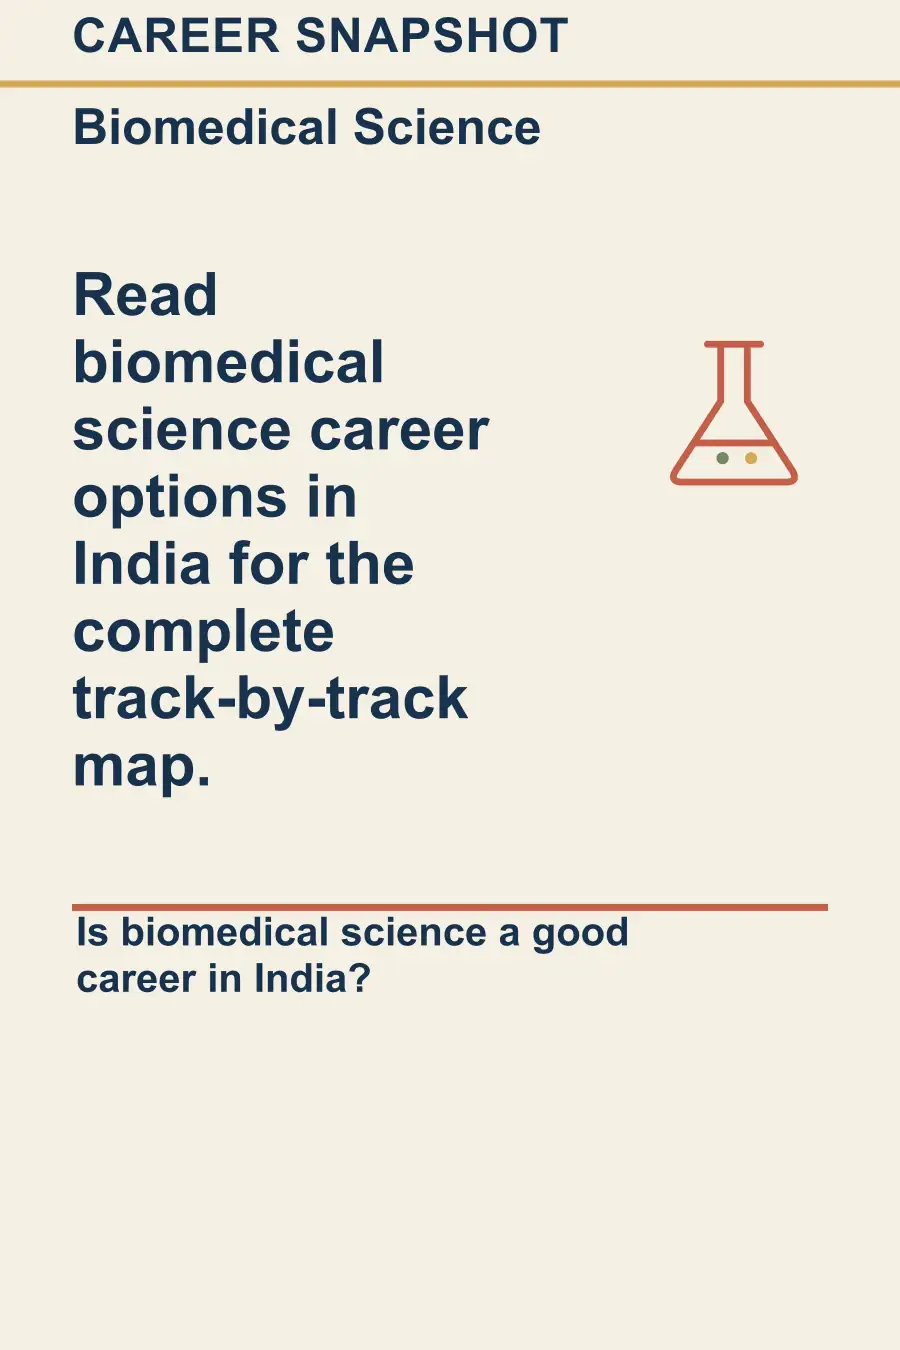 CAREER SNAPSHOT
Biomedical Science
Read
biomedical
science career
options in
India for the
complete
track-by-track
map.
Is biomedical science a good
career in India?